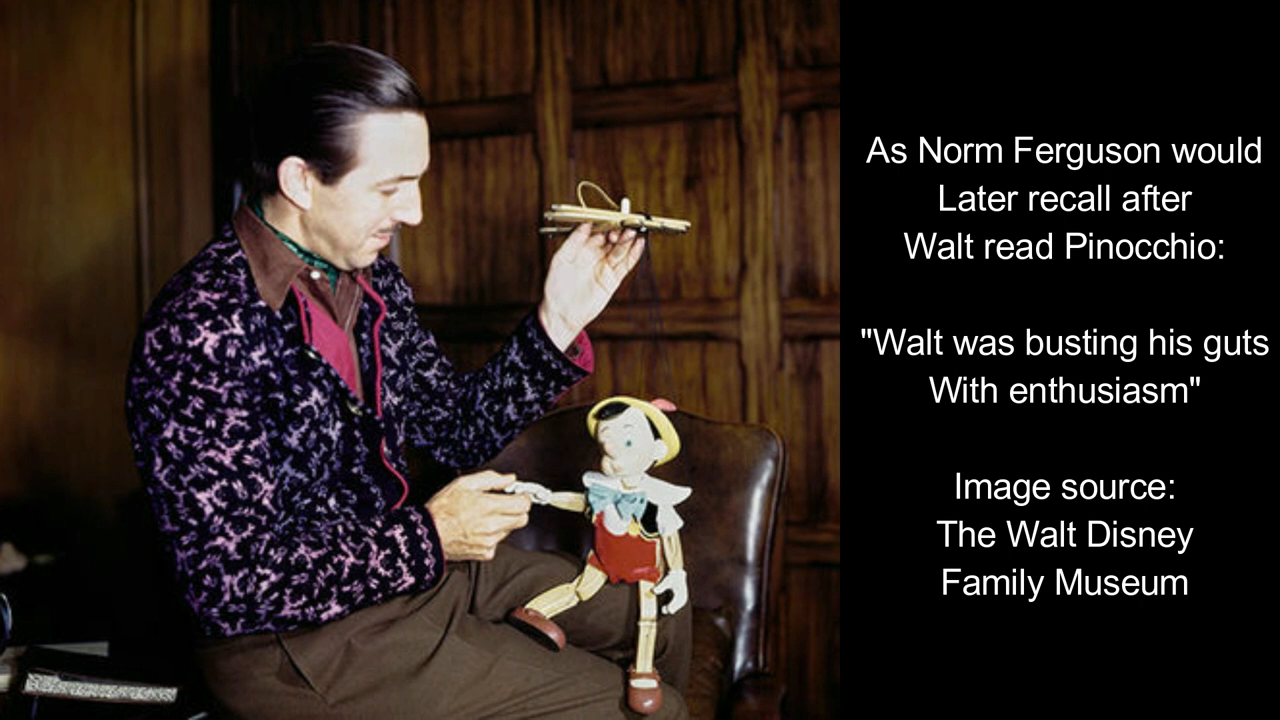 As Norm Ferguson would
Later recall after
Walt read Pinocchio:
"Walt was busting his guts
With enthusiasm"
Image source:
The Walt Disney
Family Museum